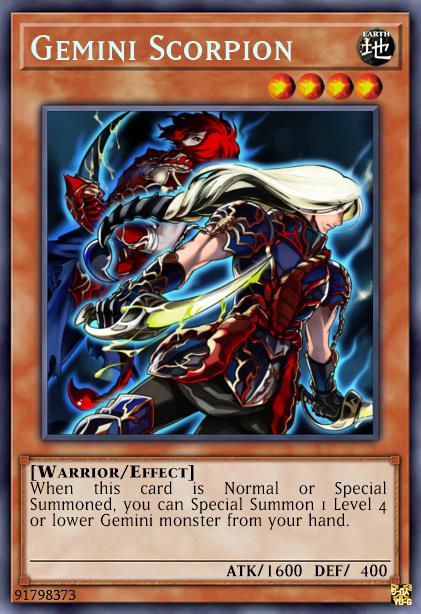 Gemini Scorpion
EARTH
地
[Warrior/Effect]
When this card is Normal or Special
Summoned, you can Special Summon 1 Level 4
or lower Gemini monster from your hand.
ATK/1600 DEF/ 400
91798373